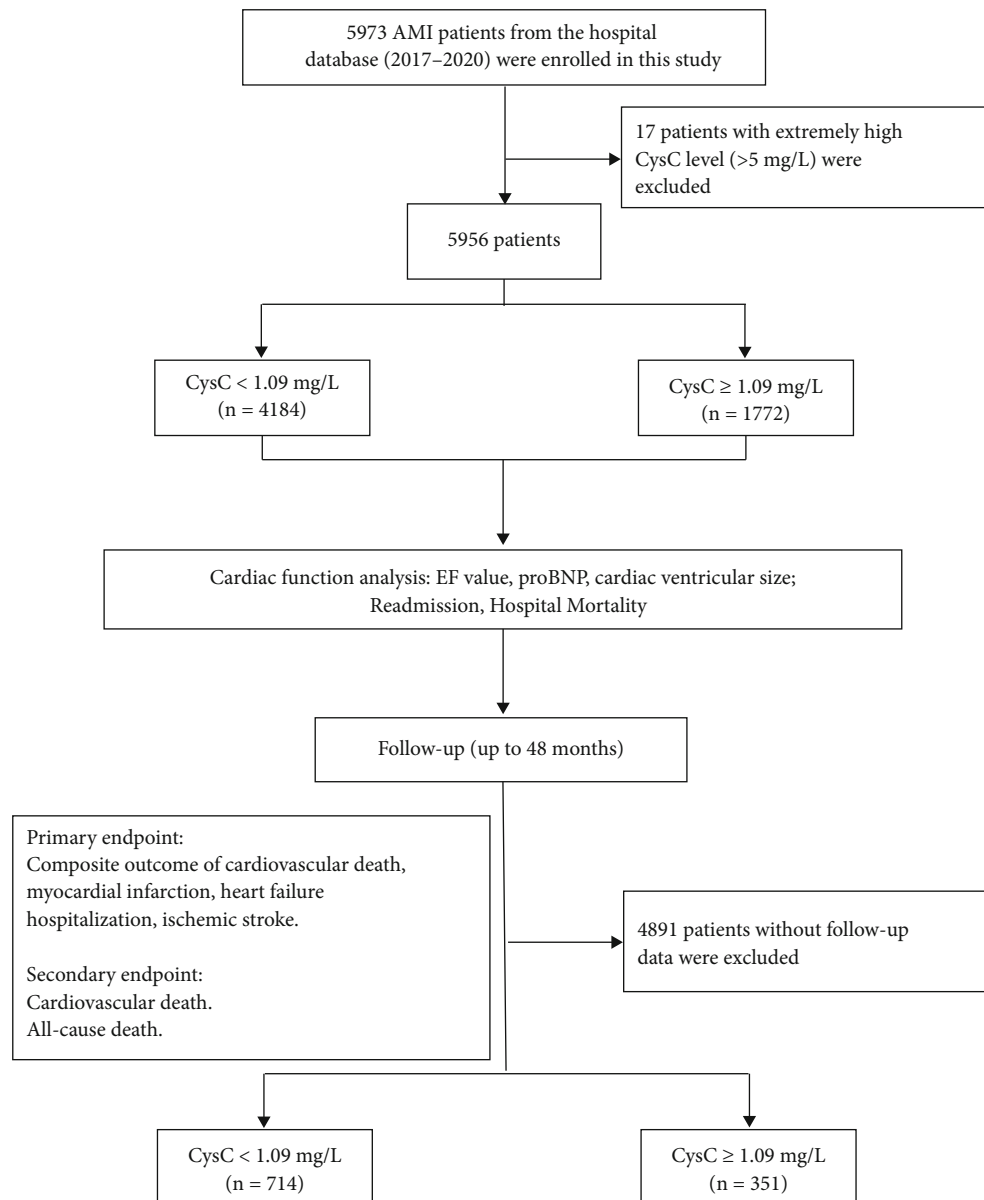 5973 AMI patients from the hospital
database (2017–2020) were enrolled in this study
17 patients with extremely high
CysC level (>5 mg/L) were
excluded
5956 patients
CysC < 1.09 mg/L
(n = 4184)
CysC ≥ 1.09 mg/L
(n = 1772)
Cardiac function analysis: EF value, proBNP, cardiac ventricular size;
Readmission, Hospital Mortality
Follow-up (up to 48 months)
Primary endpoint:
Composite outcome of cardiovascular death,
myocardial infarction, heart failure
hospitalization, ischemic stroke.
Secondary endpoint:
Cardiovascular death.
All-cause death.
4891 patients without follow-up
data were excluded
CysC < 1.09 mg/L
(n = 714)
CysC ≥ 1.09 mg/L
(n = 351)